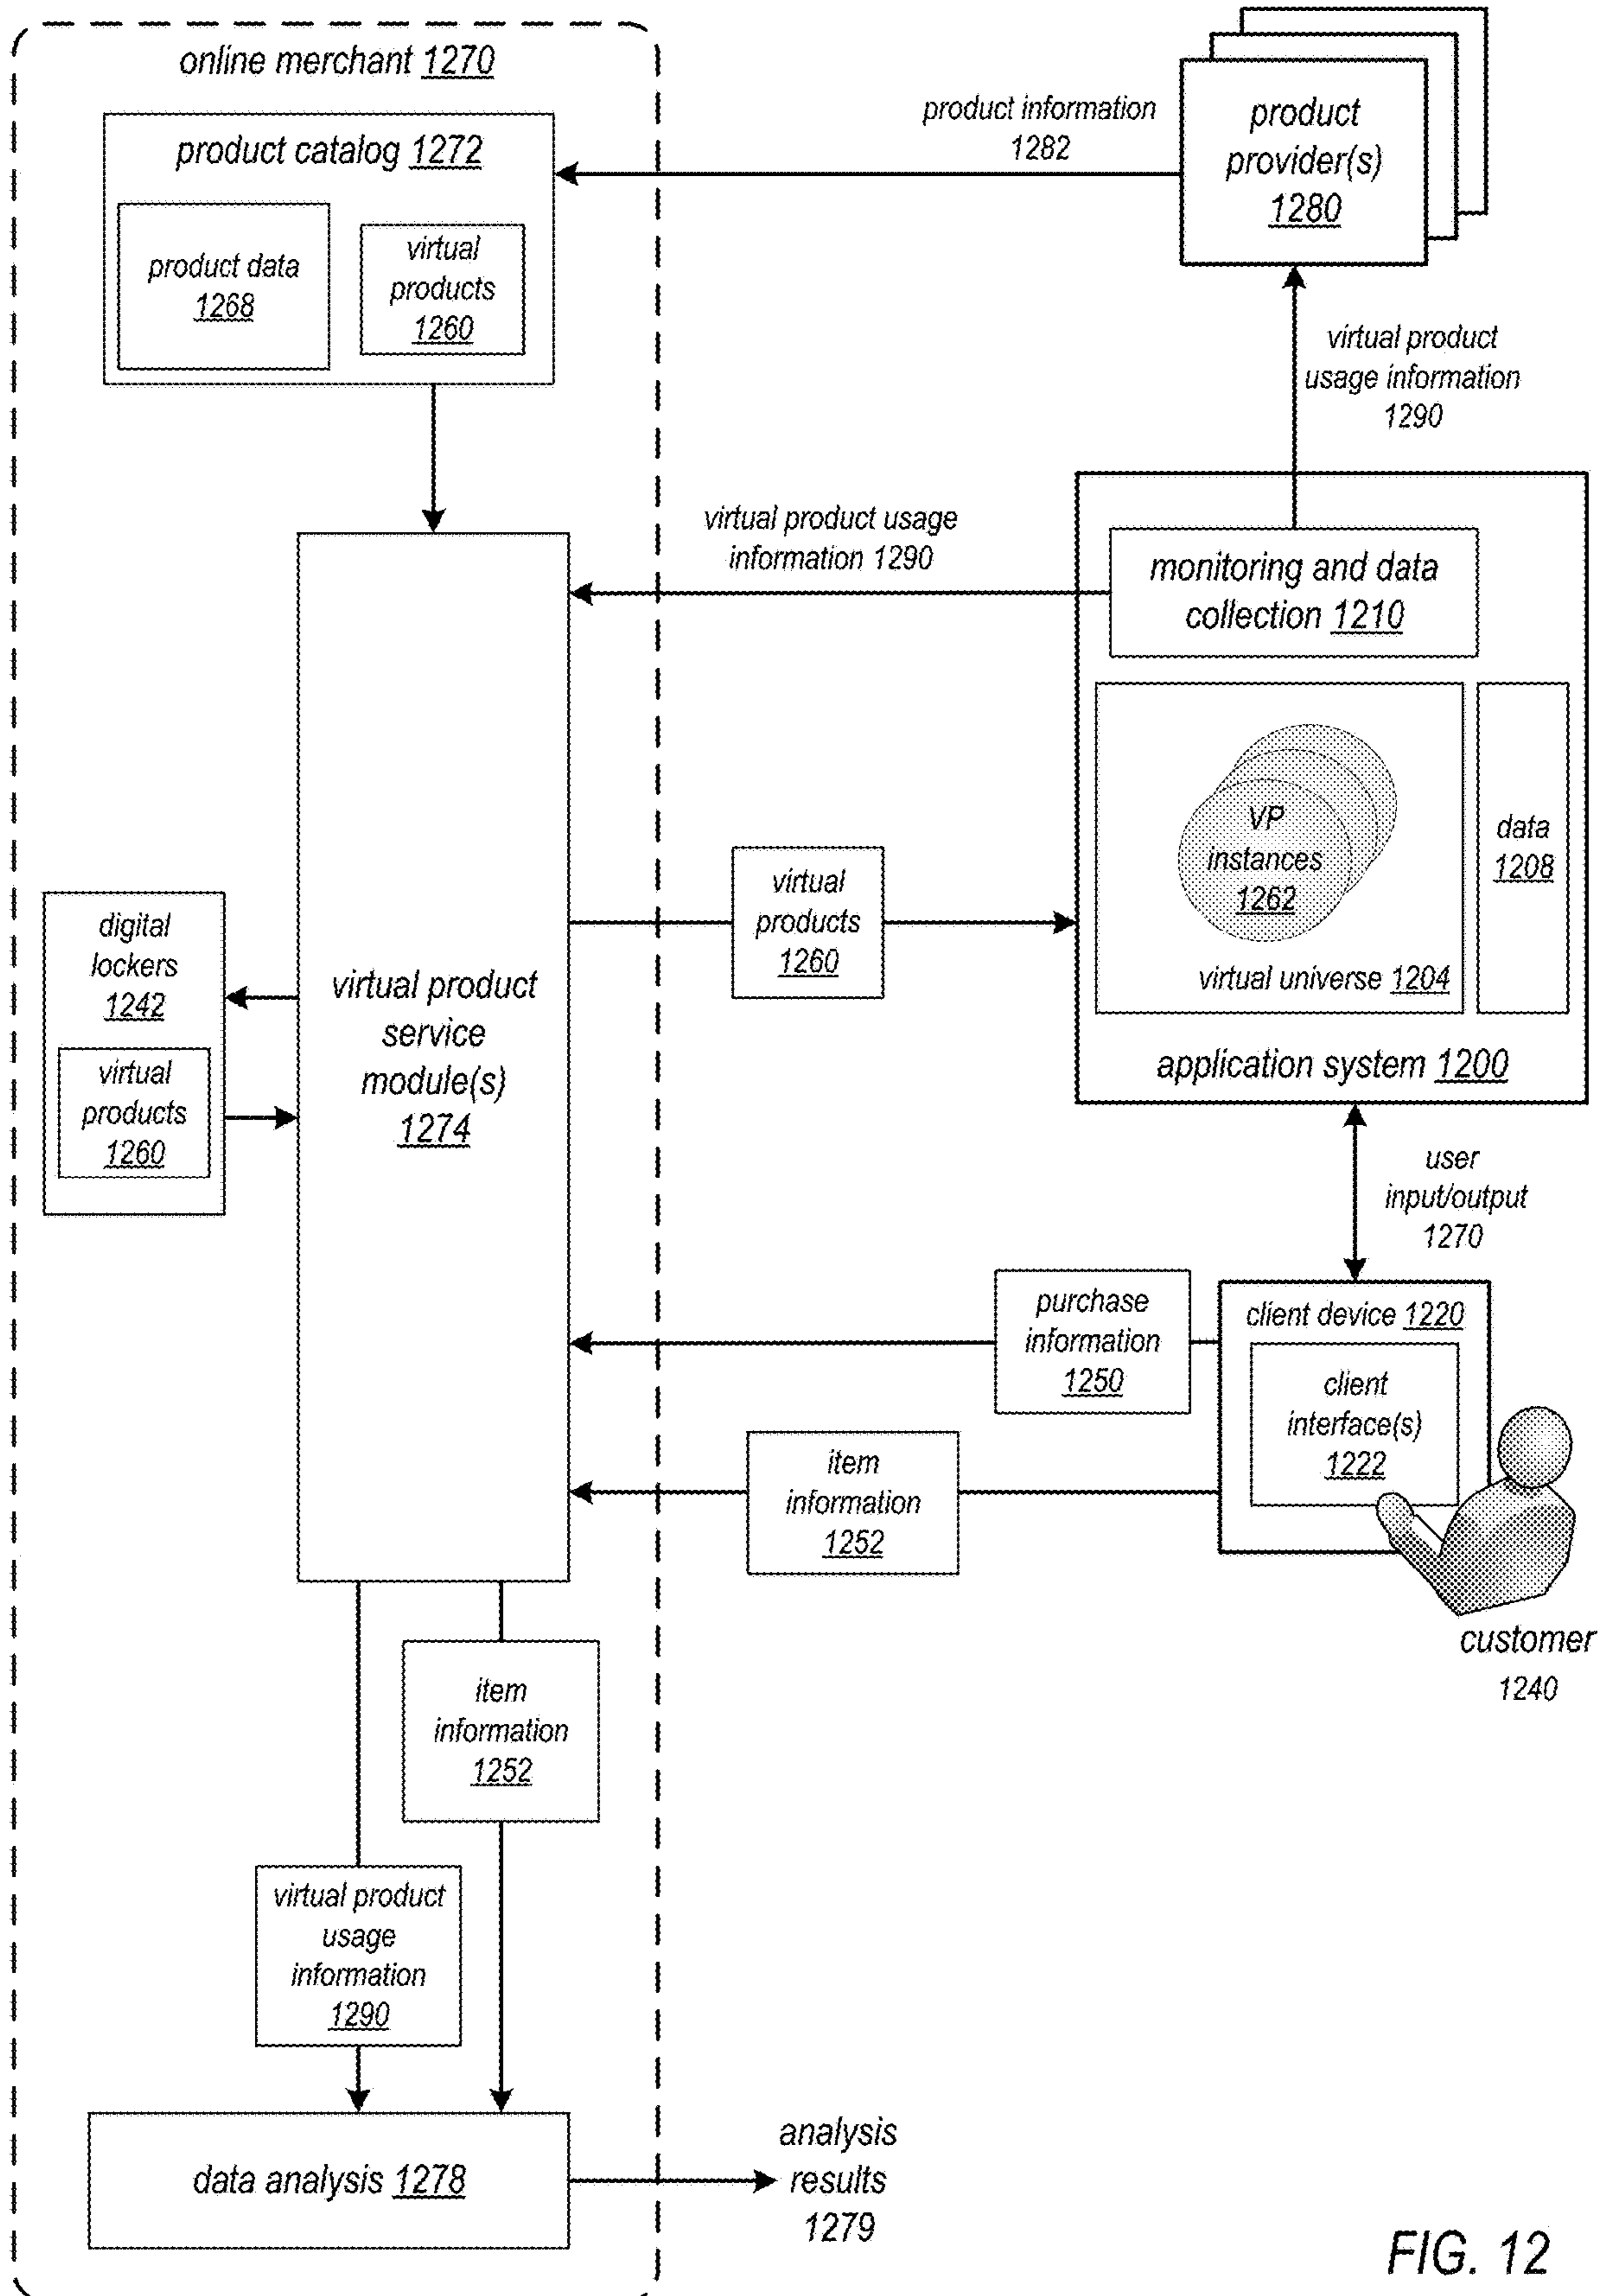 online merchant 1270
product catalog 1272
product data
1268
virtual
products
1260
product information
1282
product
provider(s)
1280
virtual product
usage information
1290
virtual product usage
information 1290
monitoring and data
collection 1210
VP
instances
1262
virtual universe 1204
data
1208
application system 1200
virtual
products
1260
digital
lockers
1242
virtual
products
1260
virtual product
service
module(s)
1274
user
input/output
1270
purchase
information
1250
client device 1220
client
interface(s)
1222
item
information
1252
customer
1240
item
information
1252
virtual product
usage
information
1290
data analysis 1278
analysis
results
1279
FIG. 12